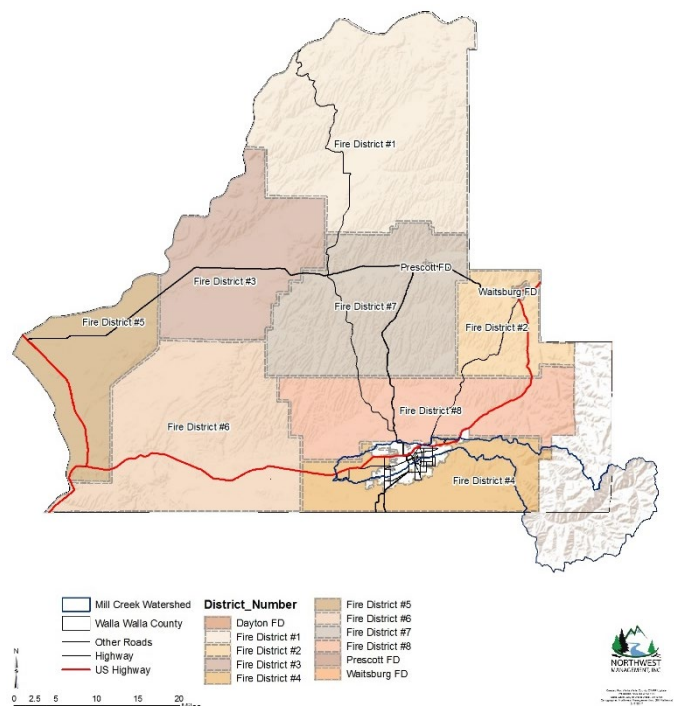 Fire District #1
Prescott FD
Fire District #3
Waitsburg FD
Fire District #7
Fire District #5
Fire District #2
Fire District #8
Fire District #6
Fire District #4
Mill Creek Watershed
Walla Walla County
Other Roads
Highway
US Highway
District_Number
Dayton FD
Fire District #1
Fire District #2
Fire District #3
Fire District #4
Fire District #5
Fire District #6
Fire District #7
Fire District #8
Prescott FD
Waitsburg FD
N
0 2.5 5 10 15 20
Miles
NORTHWEST
MANAGEMENT, INC.